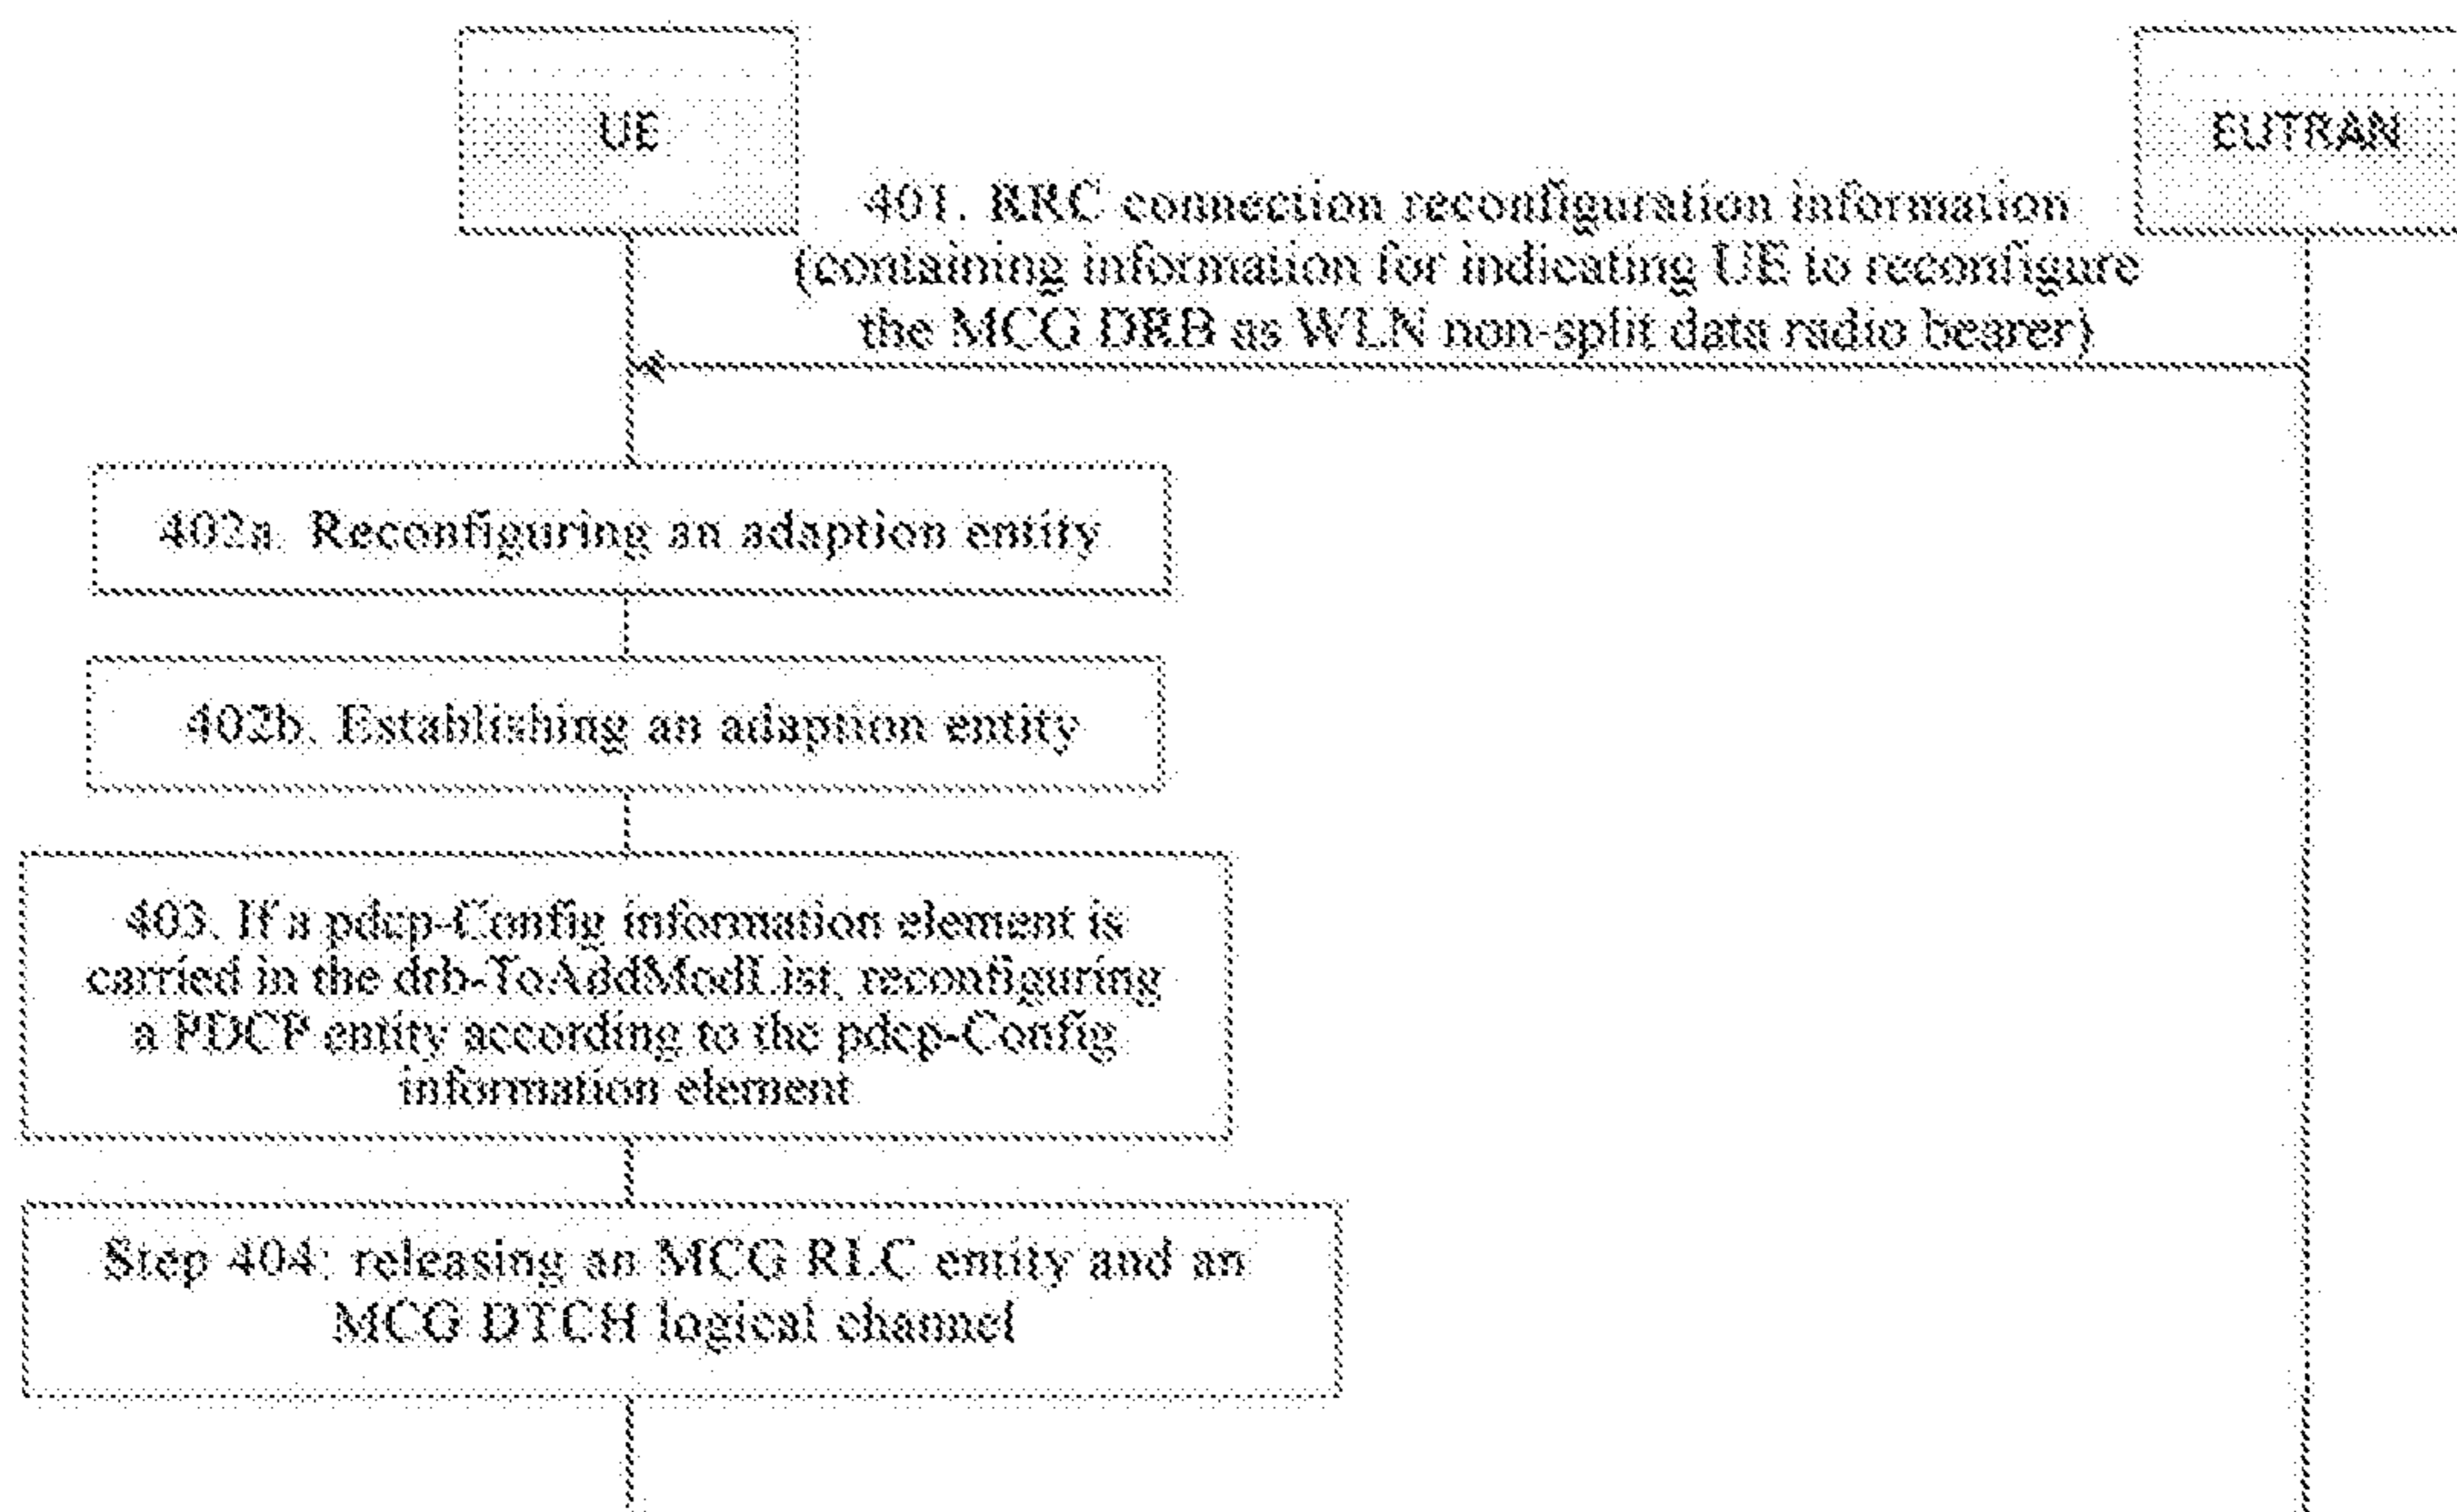 UE
EUTRAN
401. RRC connection reconfiguration information
(containing information for indicating UE to reconfigure
the MCG DRB as WLN non-split data radio bearer)
402a. Reconfiguring an adaption entity
402b. Establishing an adaption entity
403. If a pdcp-Config information element is
carried in the drb-ToAddModList, reconfiguring
a PDCP entity according to the pdcp-Config
information element
Step 404: releasing an MCG RLC entity and an
MCG DTCH logical channel